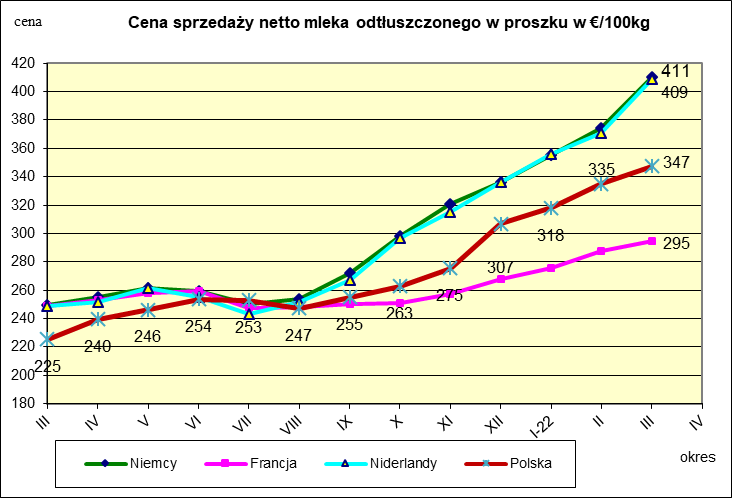 cena
Cena sprzedaży netto mleka odtłuszczonego w proszku w €/100kg
420
400
380
360
340
320
300
280
260
240
220
200
180
411
409
347
335
318
307
295
275
263
255
247
253
254
246
240
225
III
IV
V
VI
VII
VIII
IX
X
XI
XII
I-22
II
III
IV
okres
Niemcy
Francja
Niderlandy
Polska